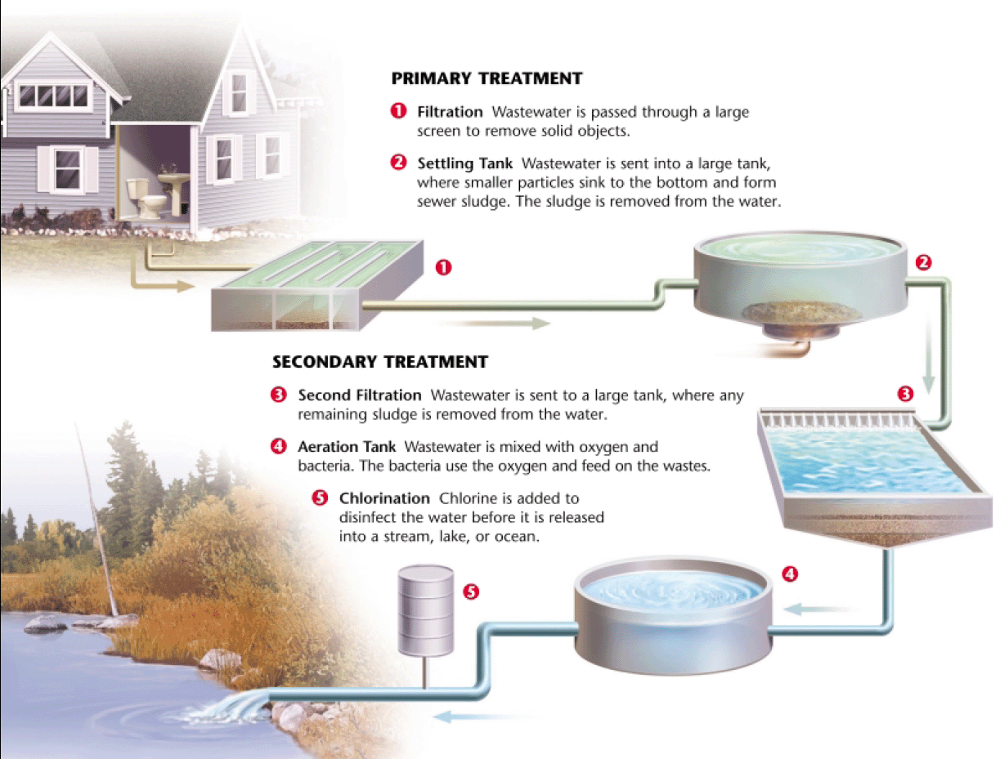 PRIMARY TREATMENT
1 Filtration Wastewater is passed through a large
screen to remove solid objects.
2 Settling Tank Wastewater is sent into a large tank,
where smaller particles sink to the bottom and form
sewer sludge. The sludge is removed from the water.
1
2
SECONDARY TREATMENT
3 Second Filtration Wastewater is sent to a large tank, where any
remaining sludge is removed from the water.
3
4 Aeration Tank Wastewater is mixed with oxygen and
bacteria. The bacteria use the oxygen and feed on the wastes.
5 Chlorination Chlorine is added to
disinfect the water before it is released
into a stream, lake, or ocean.
4
5